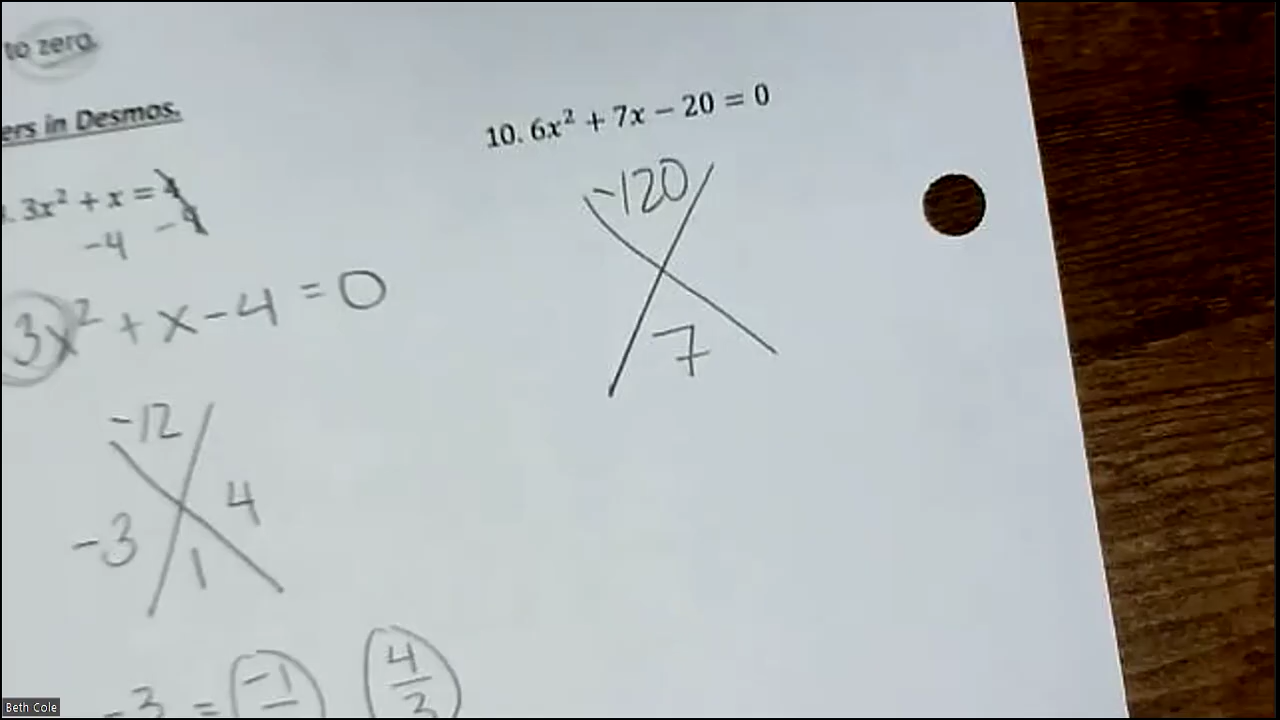 to zero.
ers in Desmos.
3x² + x = 4
-4 -4
3x² + x - 4 = 0
-12
-3 4
1
-3 = -1 4/3
10. 6x² + 7x − 20 = 0
-120
7
Beth Cole